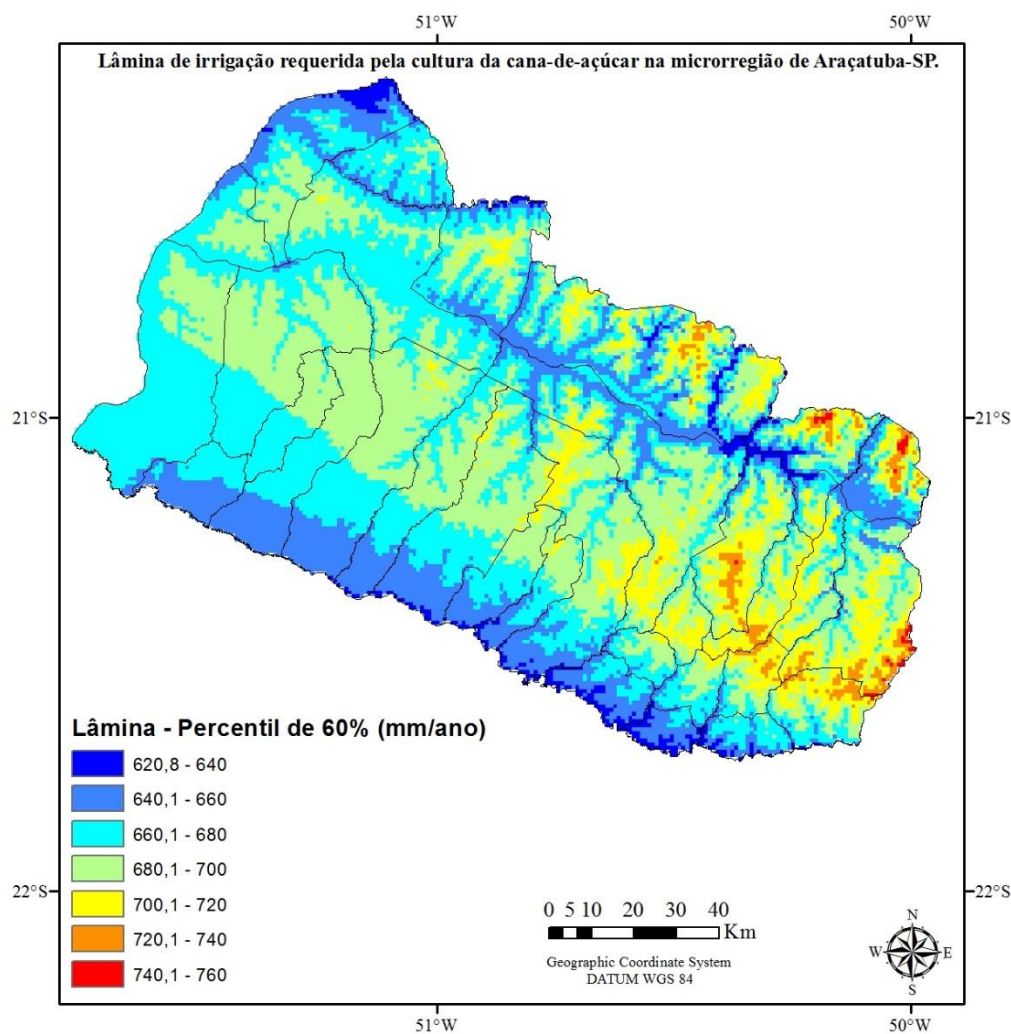 51°W 50°W
Lâmina de irrigação requerida pela cultura da cana-de-açúcar na microrregião de Araçatuba-SP.
21°S 21°S
Lâmina - Percentil de 60% (mm/ano)
620,8 - 640
640,1 - 660
660,1 - 680
680,1 - 700
700,1 - 720
720,1 - 740
740,1 - 760
22°S 22°S
0 5 10 20 30 40
Km
Geographic Coordinate System
DATUM WGS 84
N
W E
S
51°W 50°W